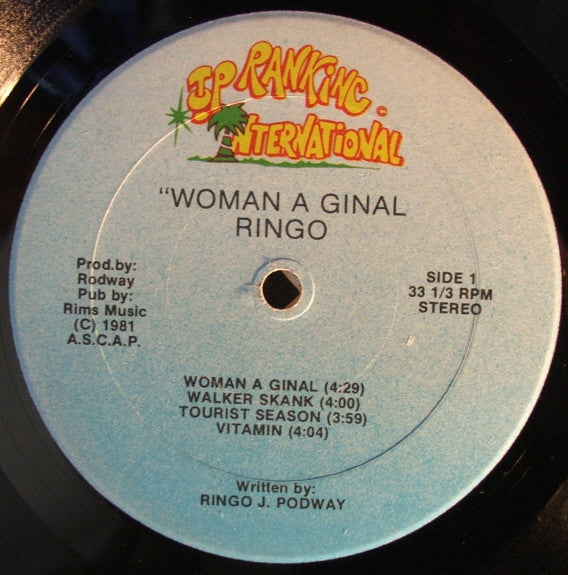 JP RANKING ©
INTERNATIONAL
"WOMAN A GINAL
RINGO
Prod.by:
Rodway
Pub by:
Rims Music
(C) 1981
A.S.C.A.P.
SIDE 1
33 1/3 RPM
STEREO
WOMAN A GINAL (4:29)
WALKER SKANK (4:00)
TOURIST SEASON (3:59)
VITAMIN (4:04)
Written by:
RINGO J. PODWAY